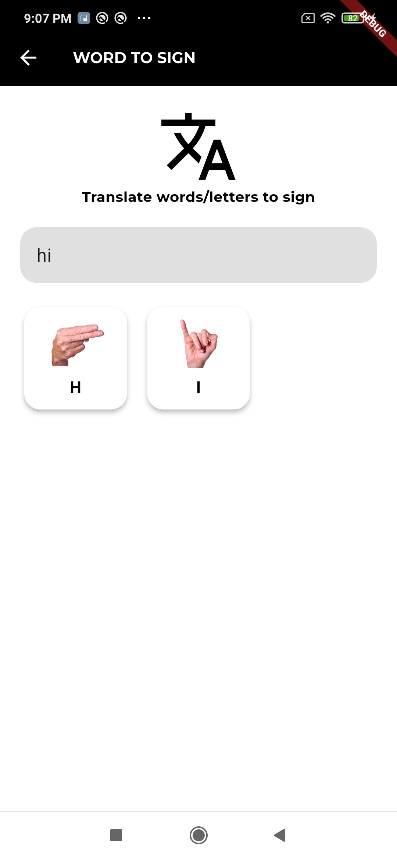 9:07 PM
82
DEBUG
WORD TO SIGN
文A
Translate words/letters to sign
hi
H
I